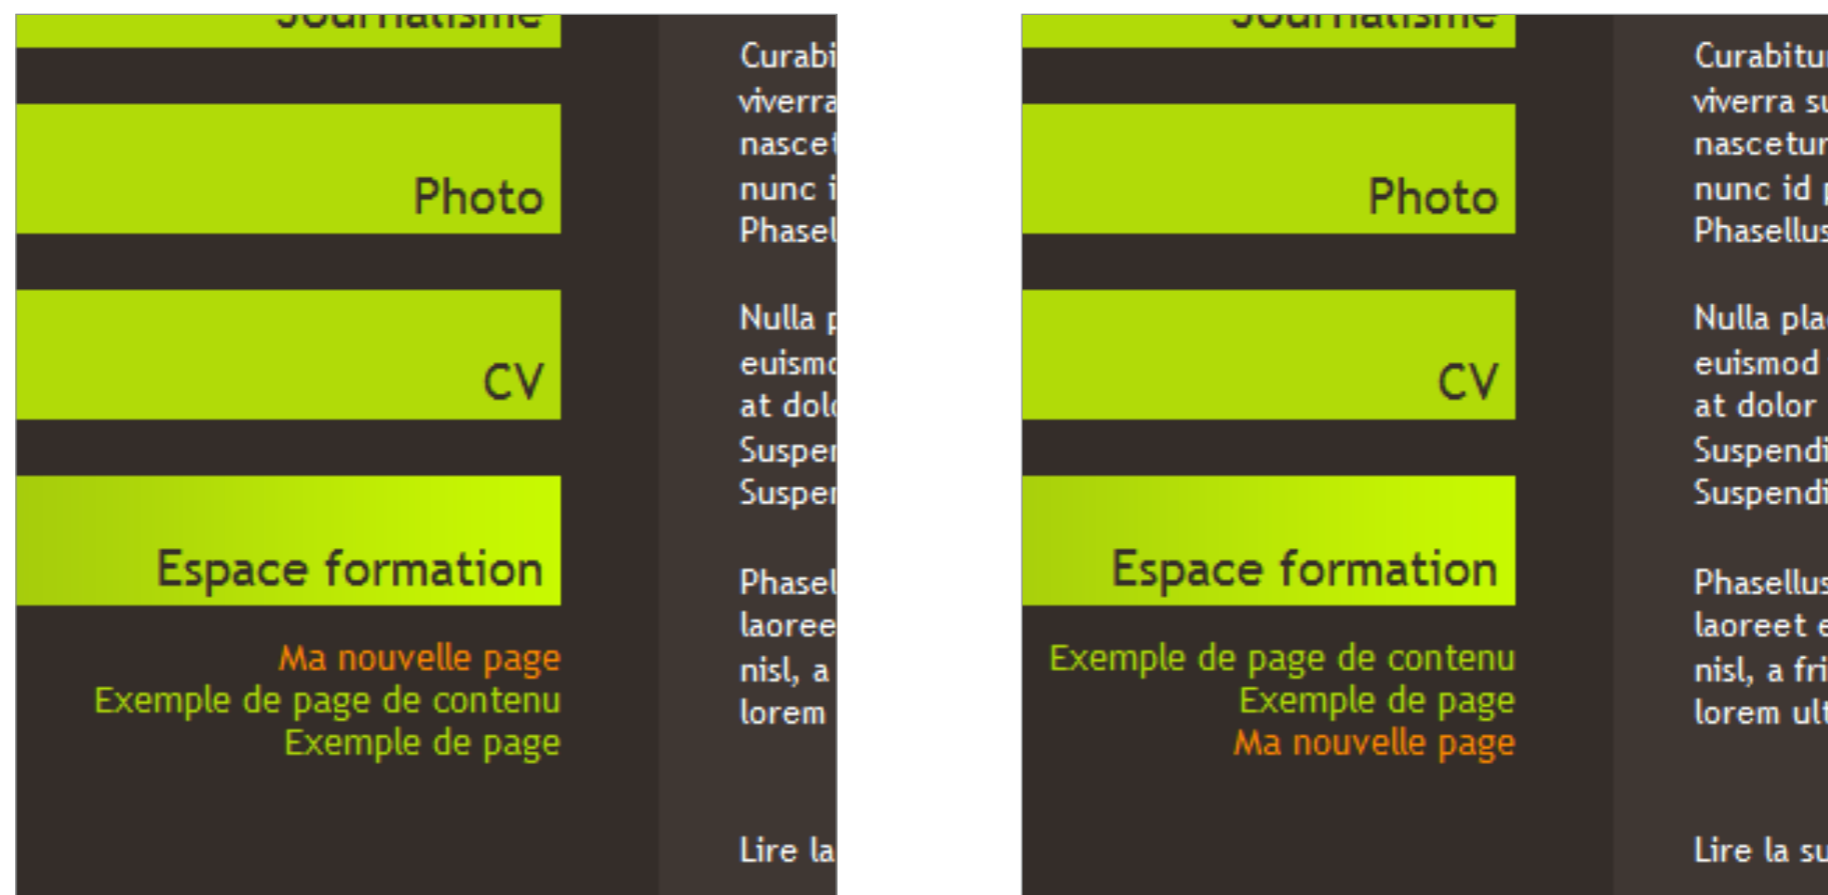 Journalisme
Photo
CV
Espace formation
Ma nouvelle page
Exemple de page de contenu
Exemple de page
Curabi
viverra
nascet
nunc i
Phasel
Nulla p
euismo
at dolo
Susper
Susper
Phasel
laoree
nisl, a
lorem
Lire la
Journalisme
Photo
CV
Espace formation
Exemple de page de contenu
Exemple de page
Ma nouvelle page
Curabitur
viverra su
nascetur
nunc id p
Phasellus
Nulla pla
euismod
at dolor
Suspendi
Suspendi
Phasellus
laoreet e
nisl, a fri
lorem ult
Lire la su